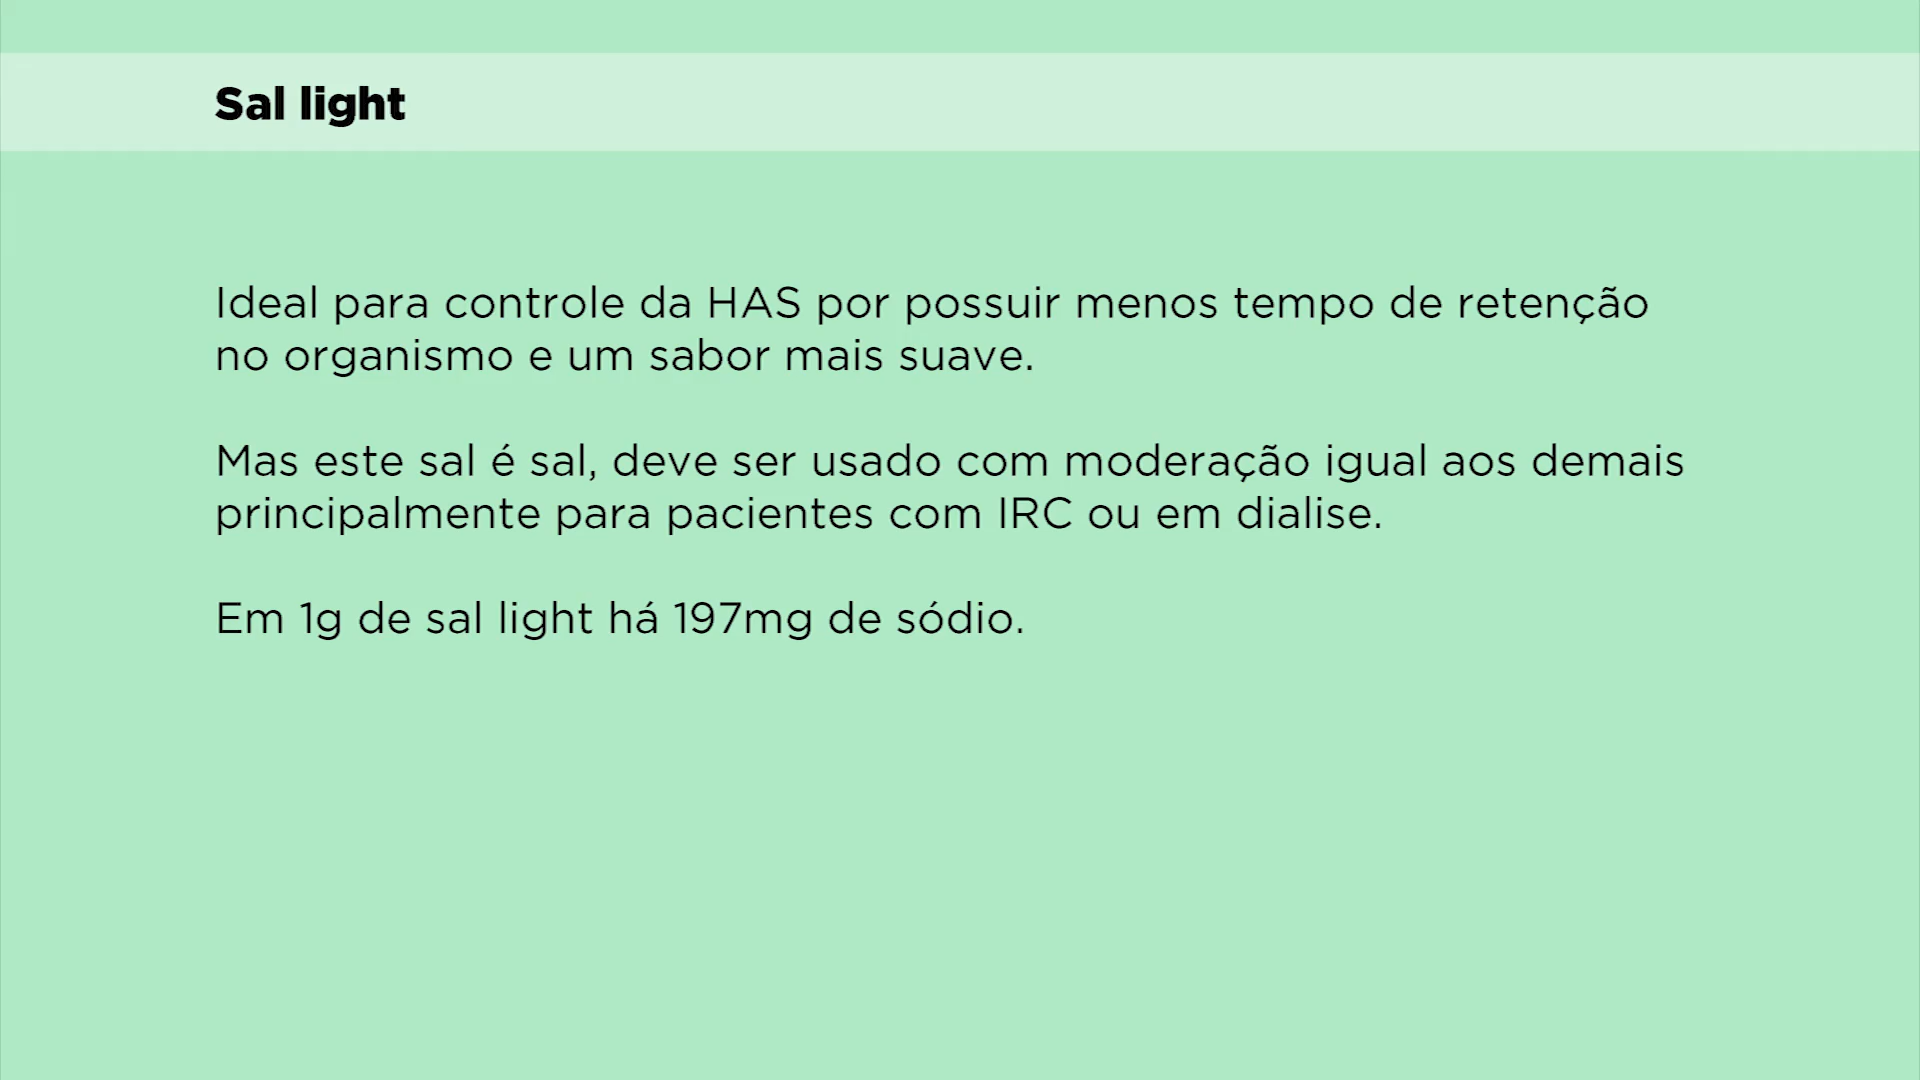 Sal light
Ideal para controle da HAS por possuir menos tempo de retenção
no organismo e um sabor mais suave.
Mas este sal é sal, deve ser usado com moderação igual aos demais
principalmente para pacientes com IRC ou em dialise.
Em 1g de sal light há 197mg de sódio.